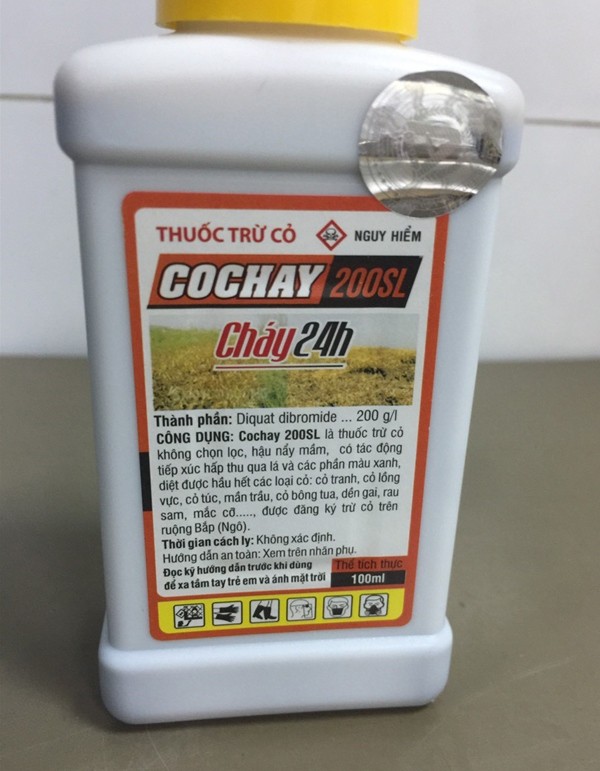 THUỐC TRỪ CỎ
NGUY HIỂM
COCHAY 200SL
Cháy 24h
Thành phần: Diquat dibromide ... 200 g/l
CÔNG DỤNG: Cochay 200SL là thuốc trừ cỏ
không chọn lọc, hậu nẩy mầm, có tác động
tiếp xúc hấp thu qua lá và các phần màu xanh,
diệt được hầu hết các loại cỏ: cỏ tranh, cỏ lồng
vực, cỏ túc, mần trầu, cỏ bông tua, dền gai, rau
sam, mắc cỡ....., được đăng ký trừ cỏ trên
ruộng Bắp (Ngô).
Thời gian cách ly: Không xác định.
Hướng dẫn an toàn: Xem trên nhãn phụ.
Đọc kỹ hướng dẫn trước khi dùng
để xa tầm tay trẻ em và ánh mặt trời
Thể tích thực
100ml